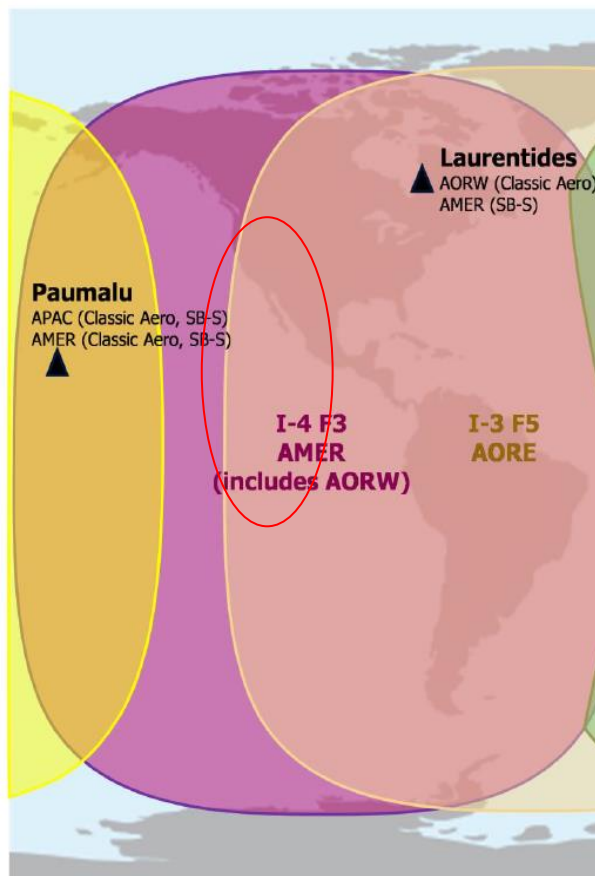 Laurentides
AORW (Classic Aero)
AMER (SB-S)
Paumalu
APAC (Classic Aero, SB-S)
AMER (Classic Aero, SB-S)
I-4 F3
AMER
(includes AORW)
I-3 F5
AORE